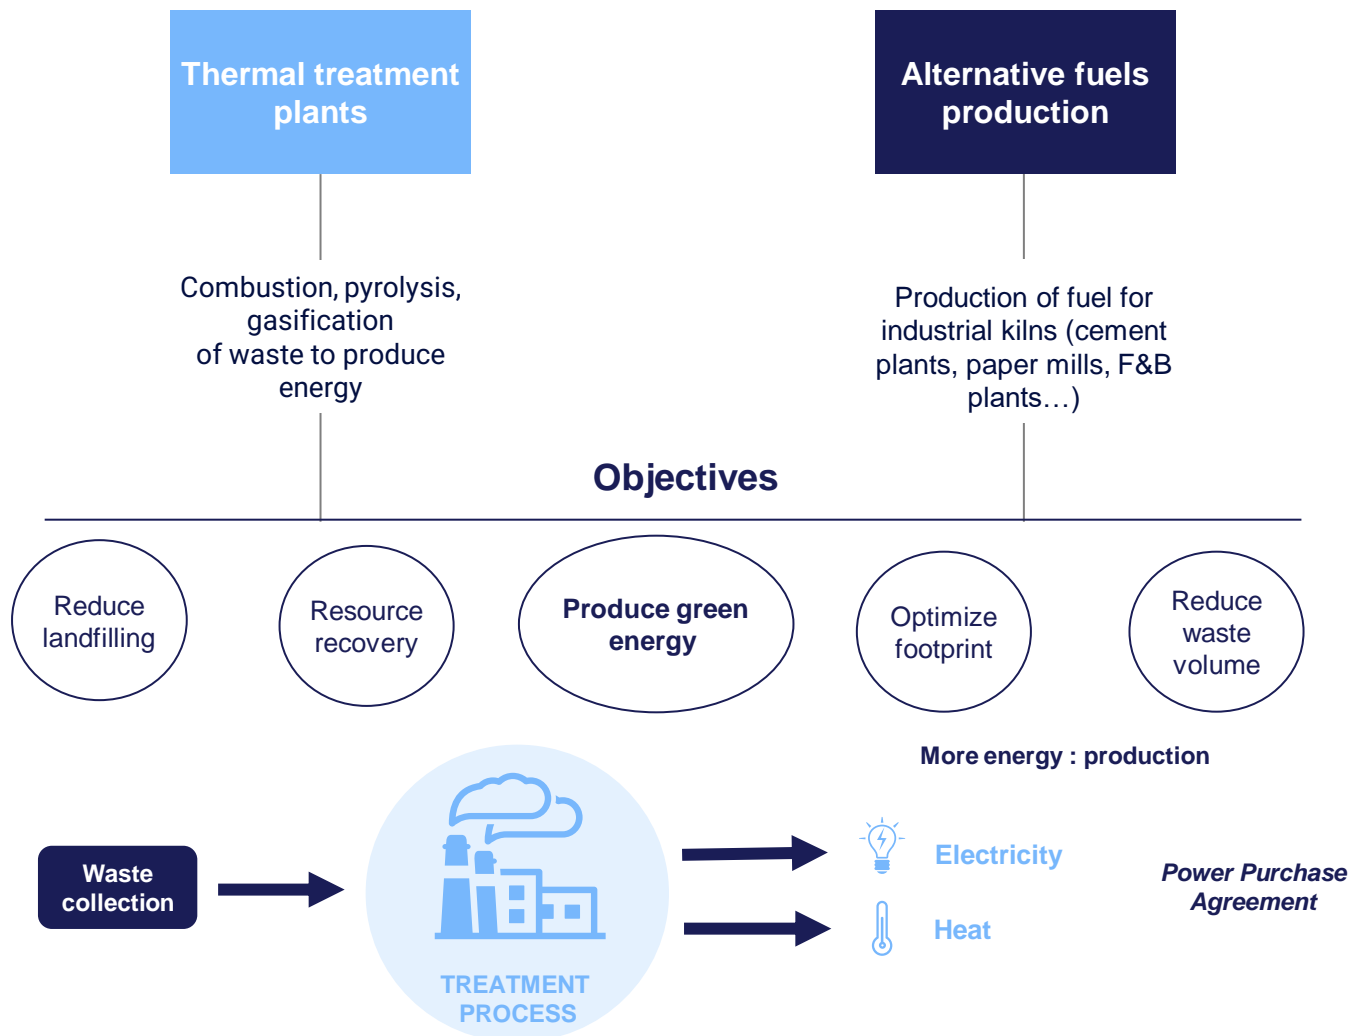 Thermal treatment
plants
Alternative fuels
production
Combustion, pyrolysis,
gasification
of waste to produce
energy
Production of fuel for
industrial kilns (cement
plants, paper mills, F&B
plants…)
Objectives
Reduce
landfilling
Resource
recovery
Produce green
energy
Optimize
footprint
Reduce
waste
volume
More energy : production
Waste
collection
TREATMENT
PROCESS
Electricity
Heat
Power Purchase
Agreement